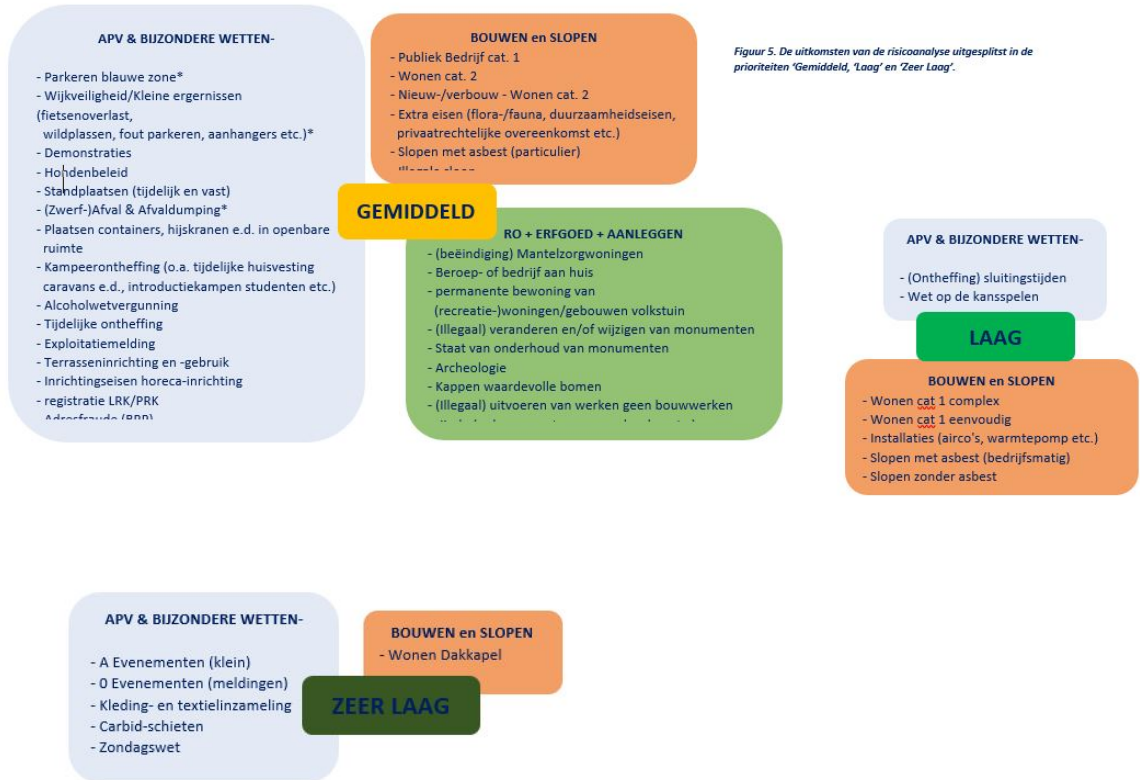 APV & BIJZONDERE WETTEN-
- Parkeren blauwe zone*
- Wijkveiligheid/Kleine ergernissen
(fietsenoverlast,
wildplassen, fout parkeren, aanhangers etc.)*
- Demonstraties
- Hondenbeleid
- Standplaatsen (tijdelijk en vast)
- (Zwerf-)Afval & Afvaldumping*
- Plaatsen containers, hijskranen e.d. in openbare
ruimte
- Kampeerontheffing (o.a. tijdelijke huisvesting
caravans e.d., introductiekampen studenten etc.)
- Alcoholwetvergunning
- Tijdelijke ontheffing
- Exploitatiemelding
- Terrasseninrichting en -gebruik
- Inrichtingseisen horeca-inrichting
- registratie LRK/PRK
- Adresfraude (BRP)
BOUWEN en SLOPEN
- Publiek Bedrijf cat. 1
- Wonen cat. 2
- Nieuw-/verbouw - Wonen cat. 2
- Extra eisen (flora-/fauna, duurzaamheidseisen,
privaatrechtelijke overeenkomst etc.)
- Slopen met asbest (particulier)
- Illegale sloop
GEMIDDELD
RO + ERFGOED + AANLEGGEN
- (beëindiging) Mantelzorgwoningen
- Beroep- of bedrijf aan huis
- permanente bewoning van
(recreatie-)woningen/gebouwen volkstuin
- (Illegaal) veranderen en/of wijzigen van monumenten
- Staat van onderhoud van monumenten
- Archeologie
- Kappen waardevolle bomen
- (Illegaal) uitvoeren van werken geen bouwwerken
Figuur 5. De uitkomsten van de risicoanalyse uitgesplitst in de
prioriteiten ‘Gemiddeld, ‘Laag’ en ‘Zeer Laag’.
APV & BIJZONDERE WETTEN-
- (Ontheffing) sluitingstijden
- Wet op de kansspelen
LAAG
BOUWEN en SLOPEN
- Wonen cat 1 complex
- Wonen cat 1 eenvoudig
- Installaties (airco's, warmtepomp etc.)
- Slopen met asbest (bedrijfsmatig)
- Slopen zonder asbest
APV & BIJZONDERE WETTEN-
- A Evenementen (klein)
- 0 Evenementen (meldingen)
- Kleding- en textielinzameling
- Carbid-schieten
- Zondagswet
BOUWEN en SLOPEN
- Wonen Dakkapel
ZEER LAAG